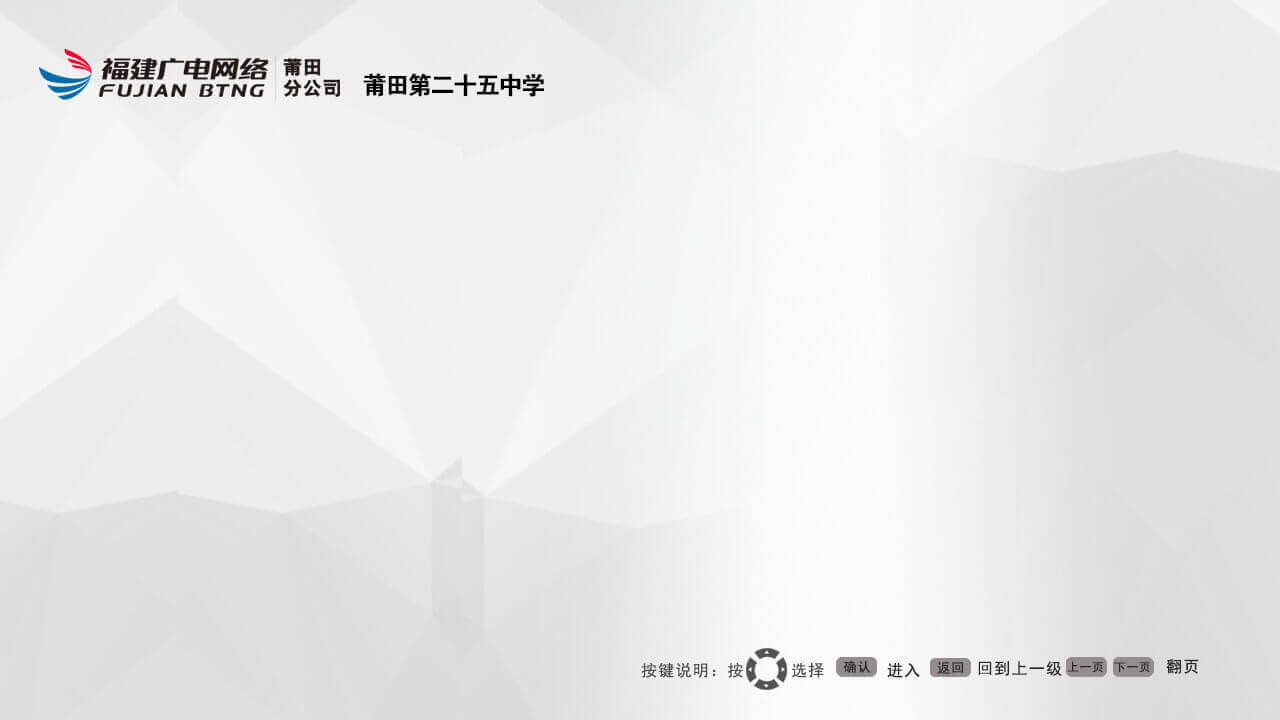 福建广电网络
FUJIAN BTNG
莆田
分公司
莆田第二十五中学
按键说明：按 选择 确认 进入 返回 回到上一级 上一页 下一页 翻页